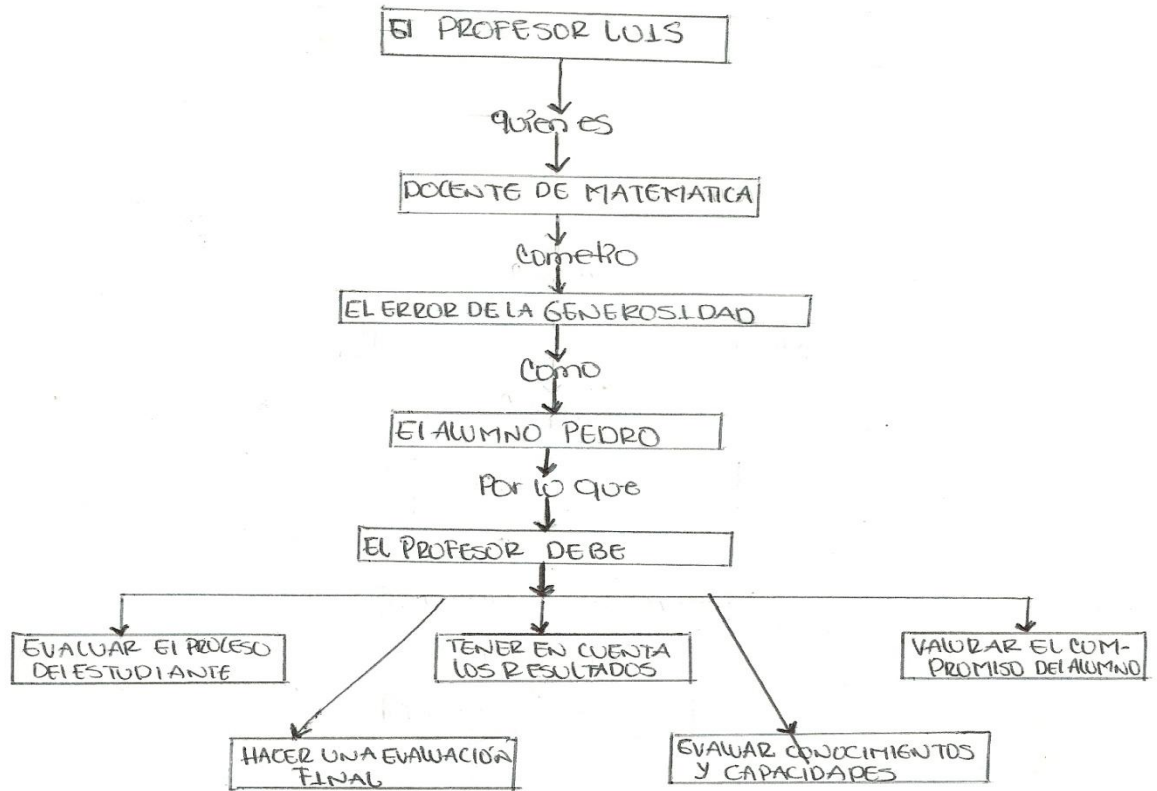 El PROFESOR LUIS
quien es
DOCENTE DE MATEMATICA
Cometio
EL ERROR DE LA GENEROSIDAD
Como
El ALUMNO PEDRO
Por lo que
EL PROFESOR DEBE
EVALUAR El PROCESO
DEl ESTUDIANTE
TENER EN CUENTA
LOS RESULTADOS
VALORAR EL COM-
PROMISO DEl ALUMNO
HACER UNA EVALUACIÓN
FINAL
EVALUAR CONOCIMIENTOS
Y CAPACIDADES